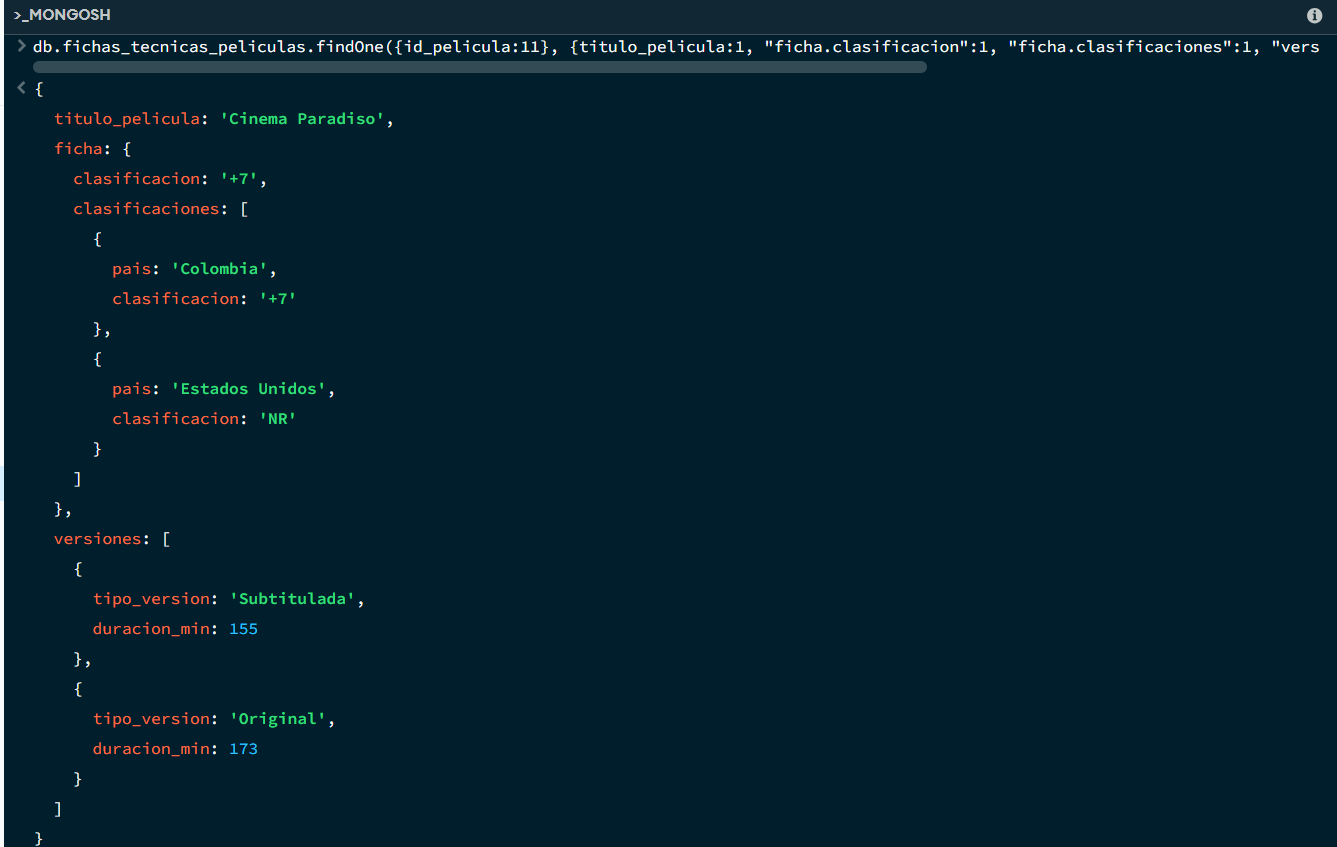 >_MONGOSH
> db.fichas_tecnicas_peliculas.findOne({id_pelicula:11}, {titulo_pelicula:1, "ficha.clasificacion":1, "ficha.clasificaciones":1, "vers
< {
titulo_pelicula: 'Cinema Paradiso',
ficha: {
clasificacion: '+7',
clasificaciones: [
{
pais: 'Colombia',
clasificacion: '+7'
},
{
pais: 'Estados Unidos',
clasificacion: 'NR'
}
]
},
versiones: [
{
tipo_version: 'Subtitulada',
duracion_min: 155
},
{
tipo_version: 'Original',
duracion_min: 173
}
]
}